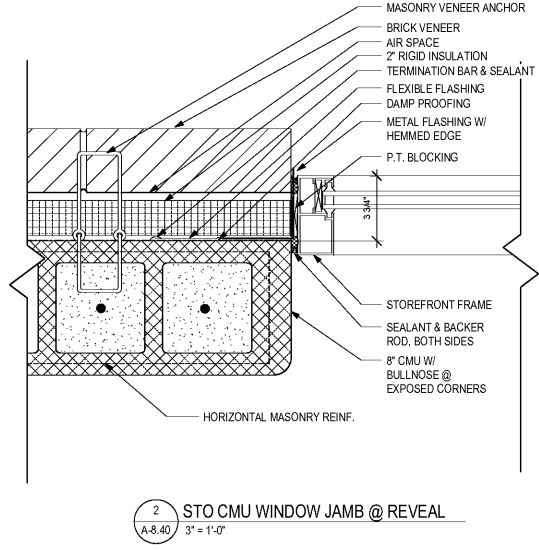 MASONRY VENEER ANCHOR
BRICK VENEER
AIR SPACE
2" RIGID INSULATION
TERMINATION BAR & SEALANT
FLEXIBLE FLASHING
DAMP PROOFING
METAL FLASHING W/
HEMMED EDGE
P.T. BLOCKING
3 3/4"
STOREFRONT FRAME
SEALANT & BACKER
ROD, BOTH SIDES
8" CMU W/
BULLNOSE @
EXPOSED CORNERS
HORIZONTAL MASONRY REINF.
2
A-8.40
STO CMU WINDOW JAMB @ REVEAL
3" = 1'-0"